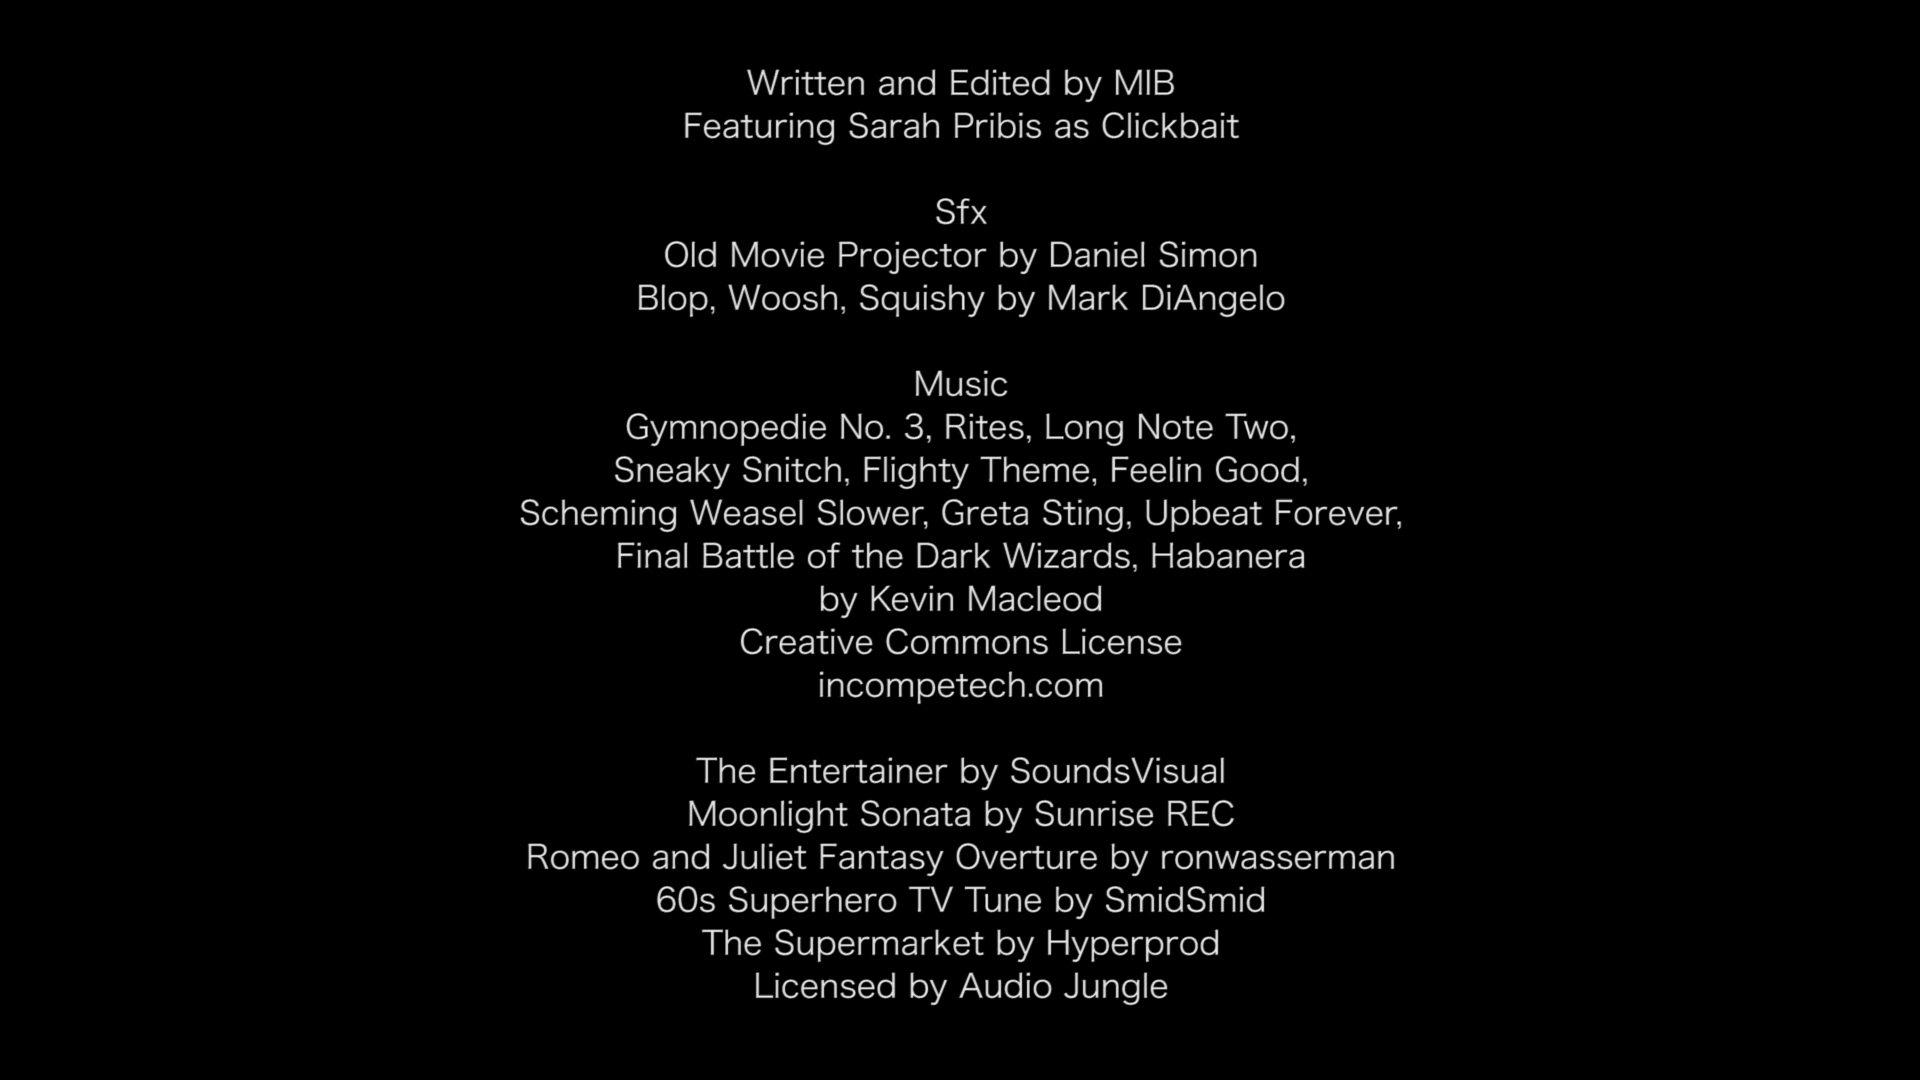 Written and Edited by MIB
Featuring Sarah Pribis as Clickbait
Sfx
Old Movie Projector by Daniel Simon
Blop, Woosh, Squishy by Mark DiAngelo
Music
Gymnopedie No. 3, Rites, Long Note Two,
Sneaky Snitch, Flighty Theme, Feelin Good,
Scheming Weasel Slower, Greta Sting, Upbeat Forever,
Final Battle of the Dark Wizards, Habanera
by Kevin Macleod
Creative Commons License
incompetech.com
The Entertainer by SoundsVisual
Moonlight Sonata by Sunrise REC
Romeo and Juliet Fantasy Overture by ronwasserman
60s Superhero TV Tune by SmidSmid
The Supermarket by Hyperprod
Licensed by Audio Jungle